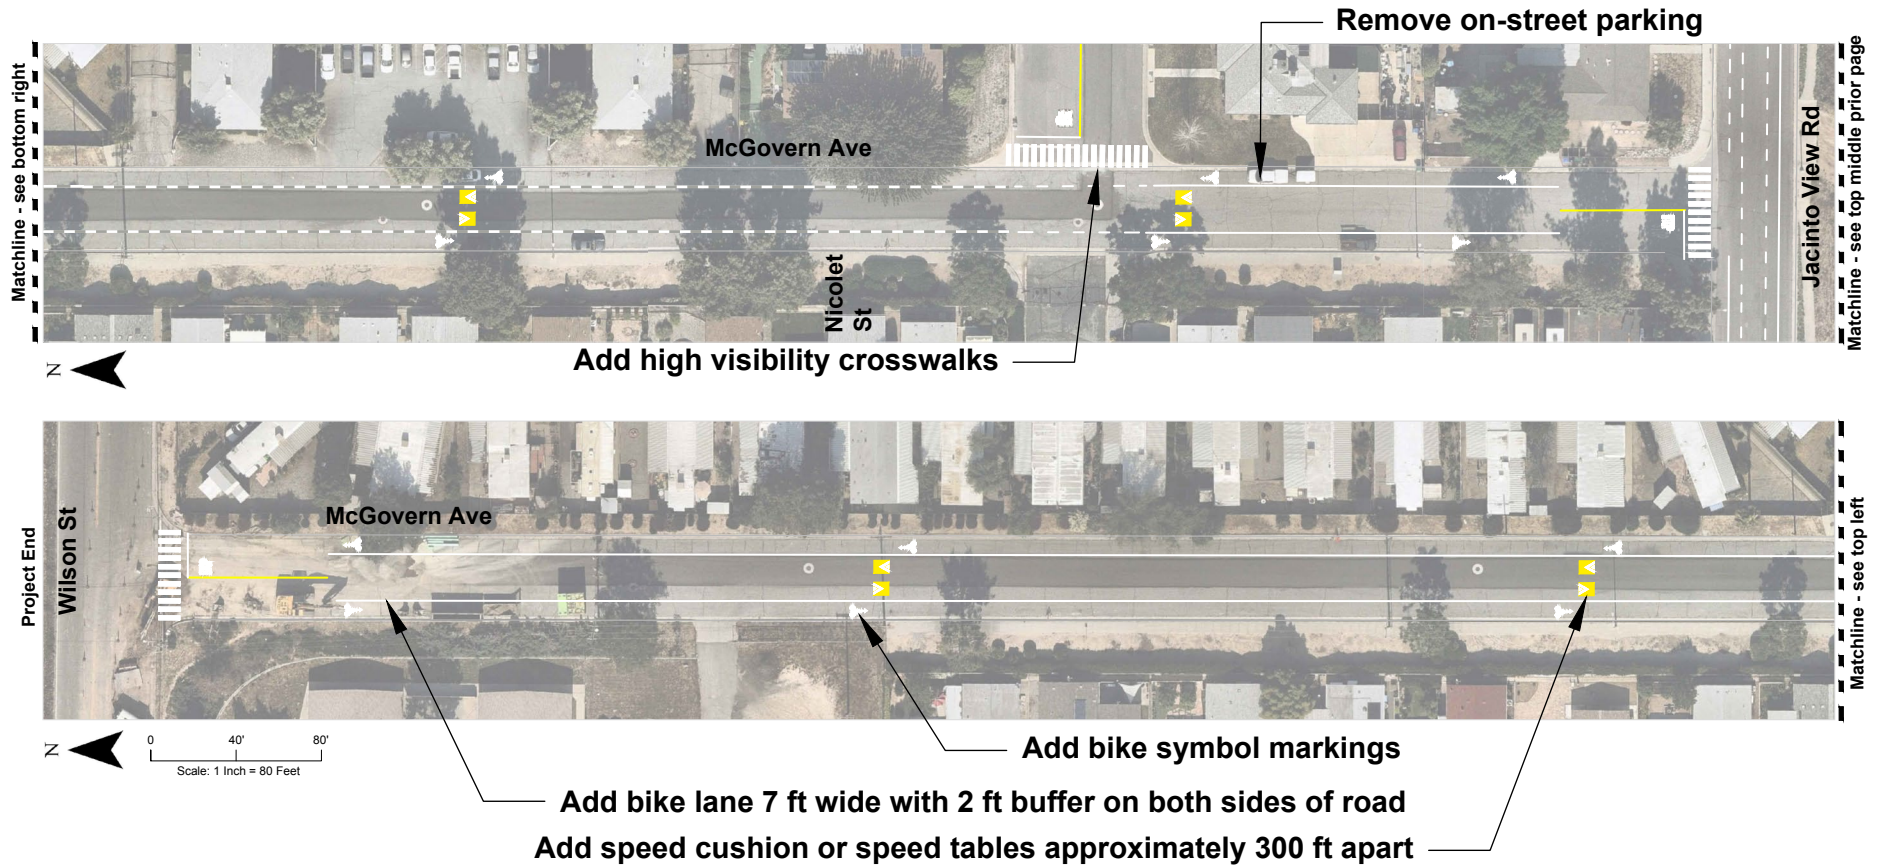 Remove on-street parking
Matchline - see bottom right
McGovern Ave
Nicolet
St
Jacinto View Rd
Matchline - see top middle prior page
Add high visibility crosswalks
N
Project End
Wilson St
McGovern Ave
Matchline - see top left
N
0 40' 80'
Scale: 1 Inch = 80 Feet
Add bike symbol markings
Add bike lane 7 ft wide with 2 ft buffer on both sides of road
Add speed cushion or speed tables approximately 300 ft apart